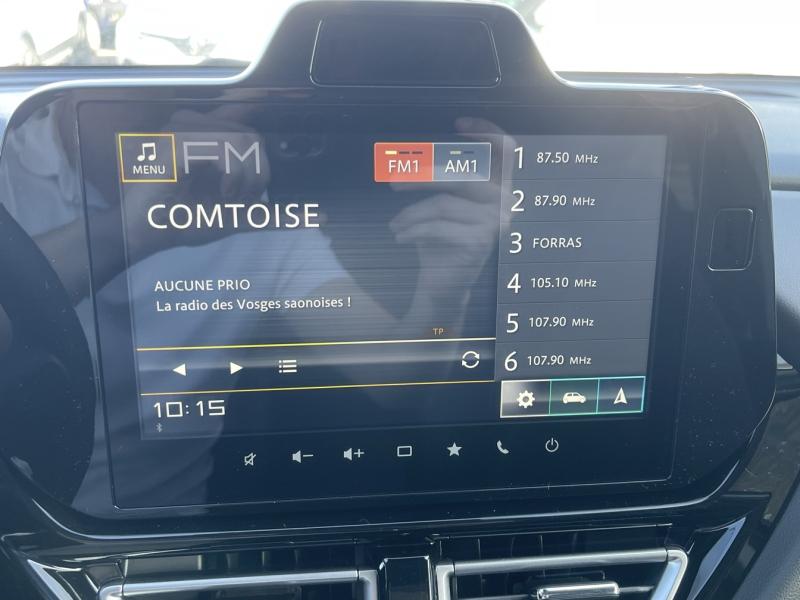 MENU FM
FM1 AM1
COMTOISE
AUCUNE PRIO
La radio des Vosges saonoises !
TP
10:15
1 87.50 MHz
2 87.90 MHz
3 FORRAS
4 105.10 MHz
5 107.90 MHz
6 107.90 MHz